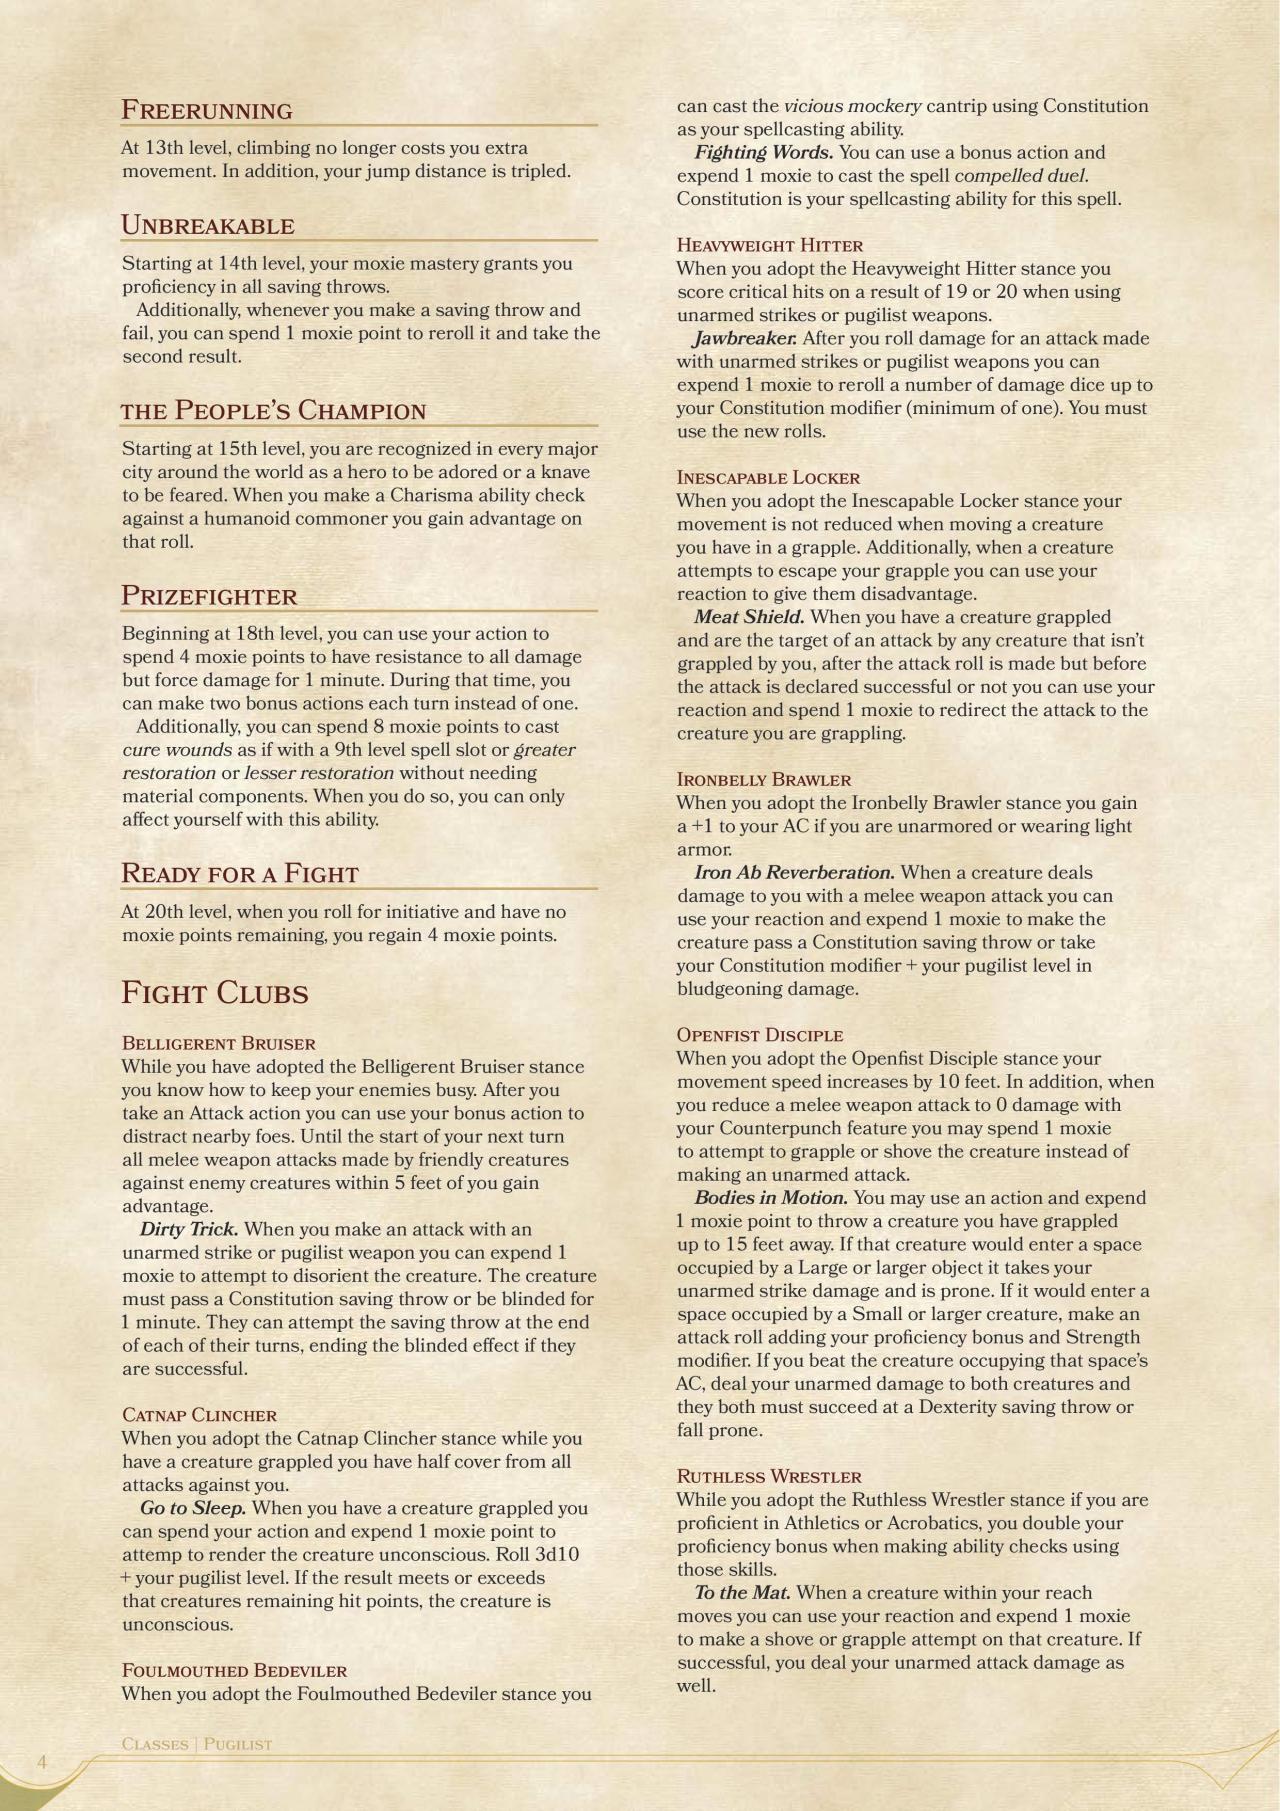 Freerunning
At 13th level, climbing no longer costs you extra
movement. In addition, your jump distance is tripled.
Unbreakable
Starting at 14th level, your moxie mastery grants you
proficiency in all saving throws.
Additionally, whenever you make a saving throw and
fail, you can spend 1 moxie point to reroll it and take the
second result.
the People's Champion
Starting at 15th level, you are recognized in every major
city around the world as a hero to be adored or a knave
to be feared. When you make a Charisma ability check
against a humanoid commoner you gain advantage on
that roll.
Prizefighter
Beginning at 18th level, you can use your action to
spend 4 moxie points to have resistance to all damage
but force damage for 1 minute. During that time, you
can make two bonus actions each turn instead of one.
Additionally, you can spend 8 moxie points to cast
cure wounds as if with a 9th level spell slot or greater
restoration or lesser restoration without needing
material components. When you do so, you can only
affect yourself with this ability.
Ready for a Fight
At 20th level, when you roll for initiative and have no
moxie points remaining, you regain 4 moxie points.
Fight Clubs
Belligerent Bruiser
While you have adopted the Belligerent Bruiser stance
you know how to keep your enemies busy. After you
take an Attack action you can use your bonus action to
distract nearby foes. Until the start of your next turn
all melee weapon attacks made by friendly creatures
against enemy creatures within 5 feet of you gain
advantage.
Dirty Trick. When you make an attack with an
unarmed strike or pugilist weapon you can expend 1
moxie to attempt to disorient the creature. The creature
must pass a Constitution saving throw or be blinded for
1 minute. They can attempt the saving throw at the end
of each of their turns, ending the blinded effect if they
are successful.
Catnap Clincher
When you adopt the Catnap Clincher stance while you
have a creature grappled you have half cover from all
attacks against you.
Go to Sleep. When you have a creature grappled you
can spend your action and expend 1 moxie point to
attemp to render the creature unconscious. Roll 3d10
+ your pugilist level. If the result meets or exceeds
that creatures remaining hit points, the creature is
unconscious.
Foulmouthed Bedeviler
When you adopt the Foulmouthed Bedeviler stance you
can cast the vicious mockery cantrip using Constitution
as your spellcasting ability.
Fighting Words. You can use a bonus action and
expend 1 moxie to cast the spell compelled duel.
Constitution is your spellcasting ability for this spell.
Heavyweight Hitter
When you adopt the Heavyweight Hitter stance you
score critical hits on a result of 19 or 20 when using
unarmed strikes or pugilist weapons.
Jawbreaker. After you roll damage for an attack made
with unarmed strikes or pugilist weapons you can
expend 1 moxie to reroll a number of damage dice up to
your Constitution modifier (minimum of one). You must
use the new rolls.
Inescapable Locker
When you adopt the Inescapable Locker stance your
movement is not reduced when moving a creature
you have in a grapple. Additionally, when a creature
attempts to escape your grapple you can use your
reaction to give them disadvantage.
Meat Shield. When you have a creature grappled
and are the target of an attack by any creature that isn't
grappled by you, after the attack roll is made but before
the attack is declared successful or not you can use your
reaction and spend 1 moxie to redirect the attack to the
creature you are grappling.
Ironbelly Brawler
When you adopt the Ironbelly Brawler stance you gain
a +1 to your AC if you are unarmored or wearing light
armor.
Iron Ab Reverberation. When a creature deals
damage to you with a melee weapon attack you can
use your reaction and expend 1 moxie to make the
creature pass a Constitution saving throw or take
your Constitution modifier + your pugilist level in
bludgeoning damage.
Openfist Disciple
When you adopt the Openfist Disciple stance your
movement speed increases by 10 feet. In addition, when
you reduce a melee weapon attack to 0 damage with
your Counterpunch feature you may spend 1 moxie
to attempt to grapple or shove the creature instead of
making an unarmed attack.
Bodies in Motion. You may use an action and expend
1 moxie point to throw a creature you have grappled
up to 15 feet away. If that creature would enter a space
occupied by a Large or larger object it takes your
unarmed strike damage and is prone. If it would enter a
space occupied by a Small or larger creature, make an
attack roll adding your proficiency bonus and Strength
modifier. If you beat the creature occupying that space's
AC, deal your unarmed damage to both creatures and
they both must succeed at a Dexterity saving throw or
fall prone.
Ruthless Wrestler
While you adopt the Ruthless Wrestler stance if you are
proficient in Athletics or Acrobatics, you double your
proficiency bonus when making ability checks using
those skills.
To the Mat. When a creature within your reach
moves you can use your reaction and expend 1 moxie
to make a shove or grapple attempt on that creature. If
successful, you deal your unarmed attack damage as
well.
Classes | Pugilist
4